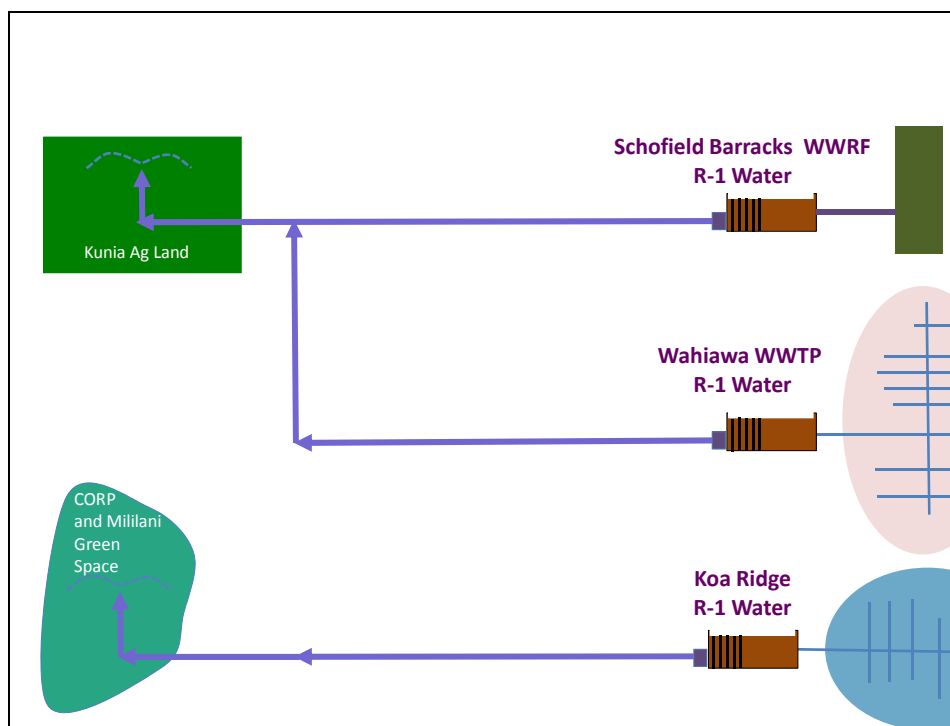 Schofield Barracks WWRF
R-1 Water
Kunia Ag Land
Wahiawa WWTP
R-1 Water
CORP
and Mililani
Green
Space
Koa Ridge
R-1 Water